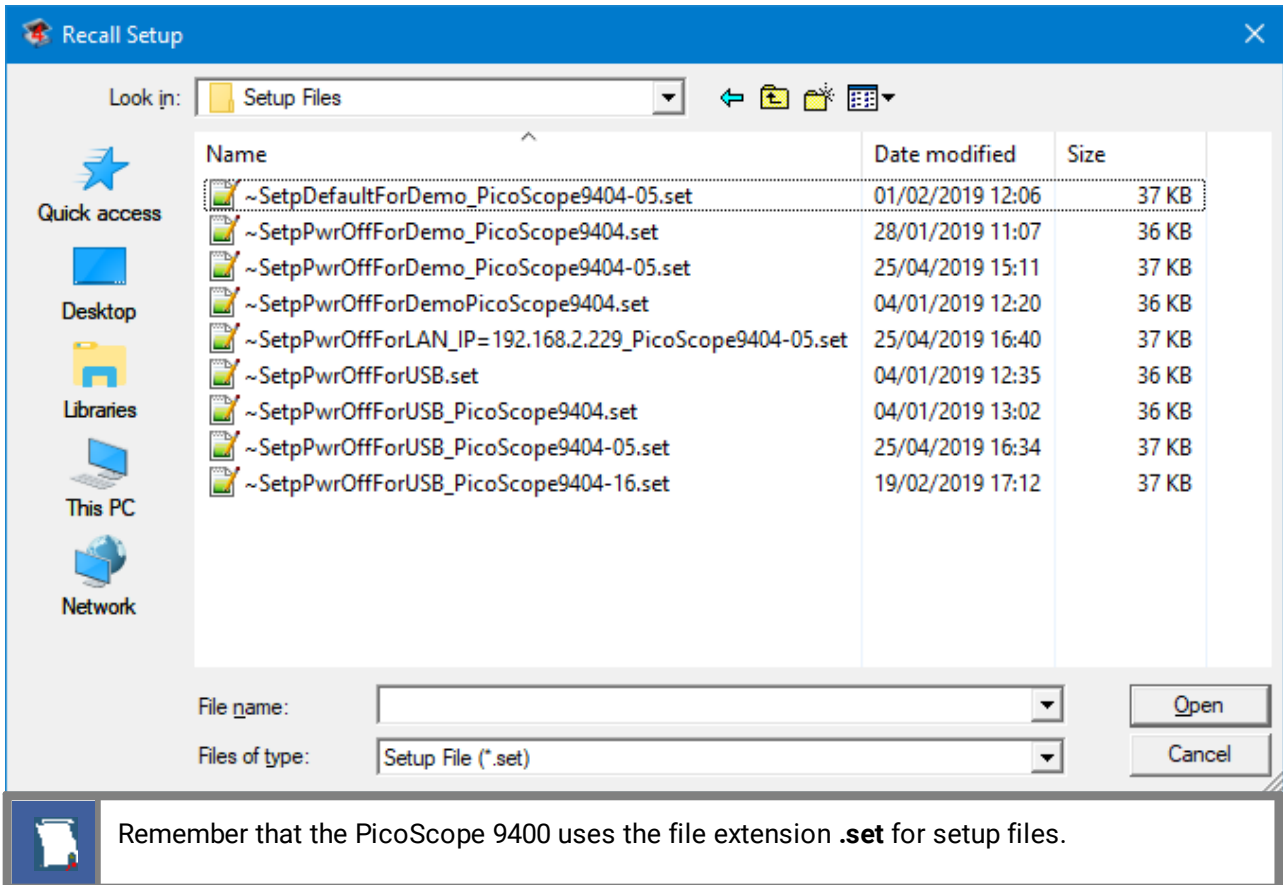 Recall Setup
Look in: Setup Files
Name Date modified Size
~SetpDefaultForDemo_PicoScope9404-05.set 01/02/2019 12:06 37 KB
~SetpPwrOffForDemo_PicoScope9404.set 28/01/2019 11:07 36 KB
~SetpPwrOffForDemo_PicoScope9404-05.set 25/04/2019 15:11 37 KB
~SetpPwrOffForDemoPicoScope9404.set 04/01/2019 12:20 36 KB
~SetpPwrOffForLAN_IP=192.168.2.229_PicoScope9404-05.set 25/04/2019 16:40 37 KB
~SetpPwrOffForUSB.set 04/01/2019 12:35 36 KB
~SetpPwrOffForUSB_PicoScope9404.set 04/01/2019 13:02 36 KB
~SetpPwrOffForUSB_PicoScope9404-05.set 25/04/2019 16:34 37 KB
~SetpPwrOffForUSB_PicoScope9404-16.set 19/02/2019 17:12 37 KB
Quick access
Desktop
Libraries
This PC
Network
File name: Open
Files of type: Setup File (*.set) Cancel
Remember that the PicoScope 9400 uses the file extension .set for setup files.